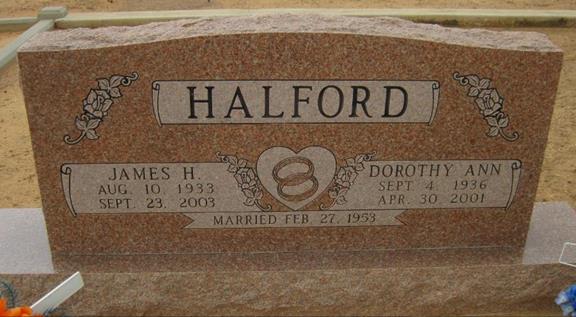 HALFORD
JAMES H.
AUG. 10, 1933
SEPT. 23, 2003
DOROTHY ANN
SEPT. 4, 1936
APR. 30, 2001
MARRIED FEB. 27, 1953